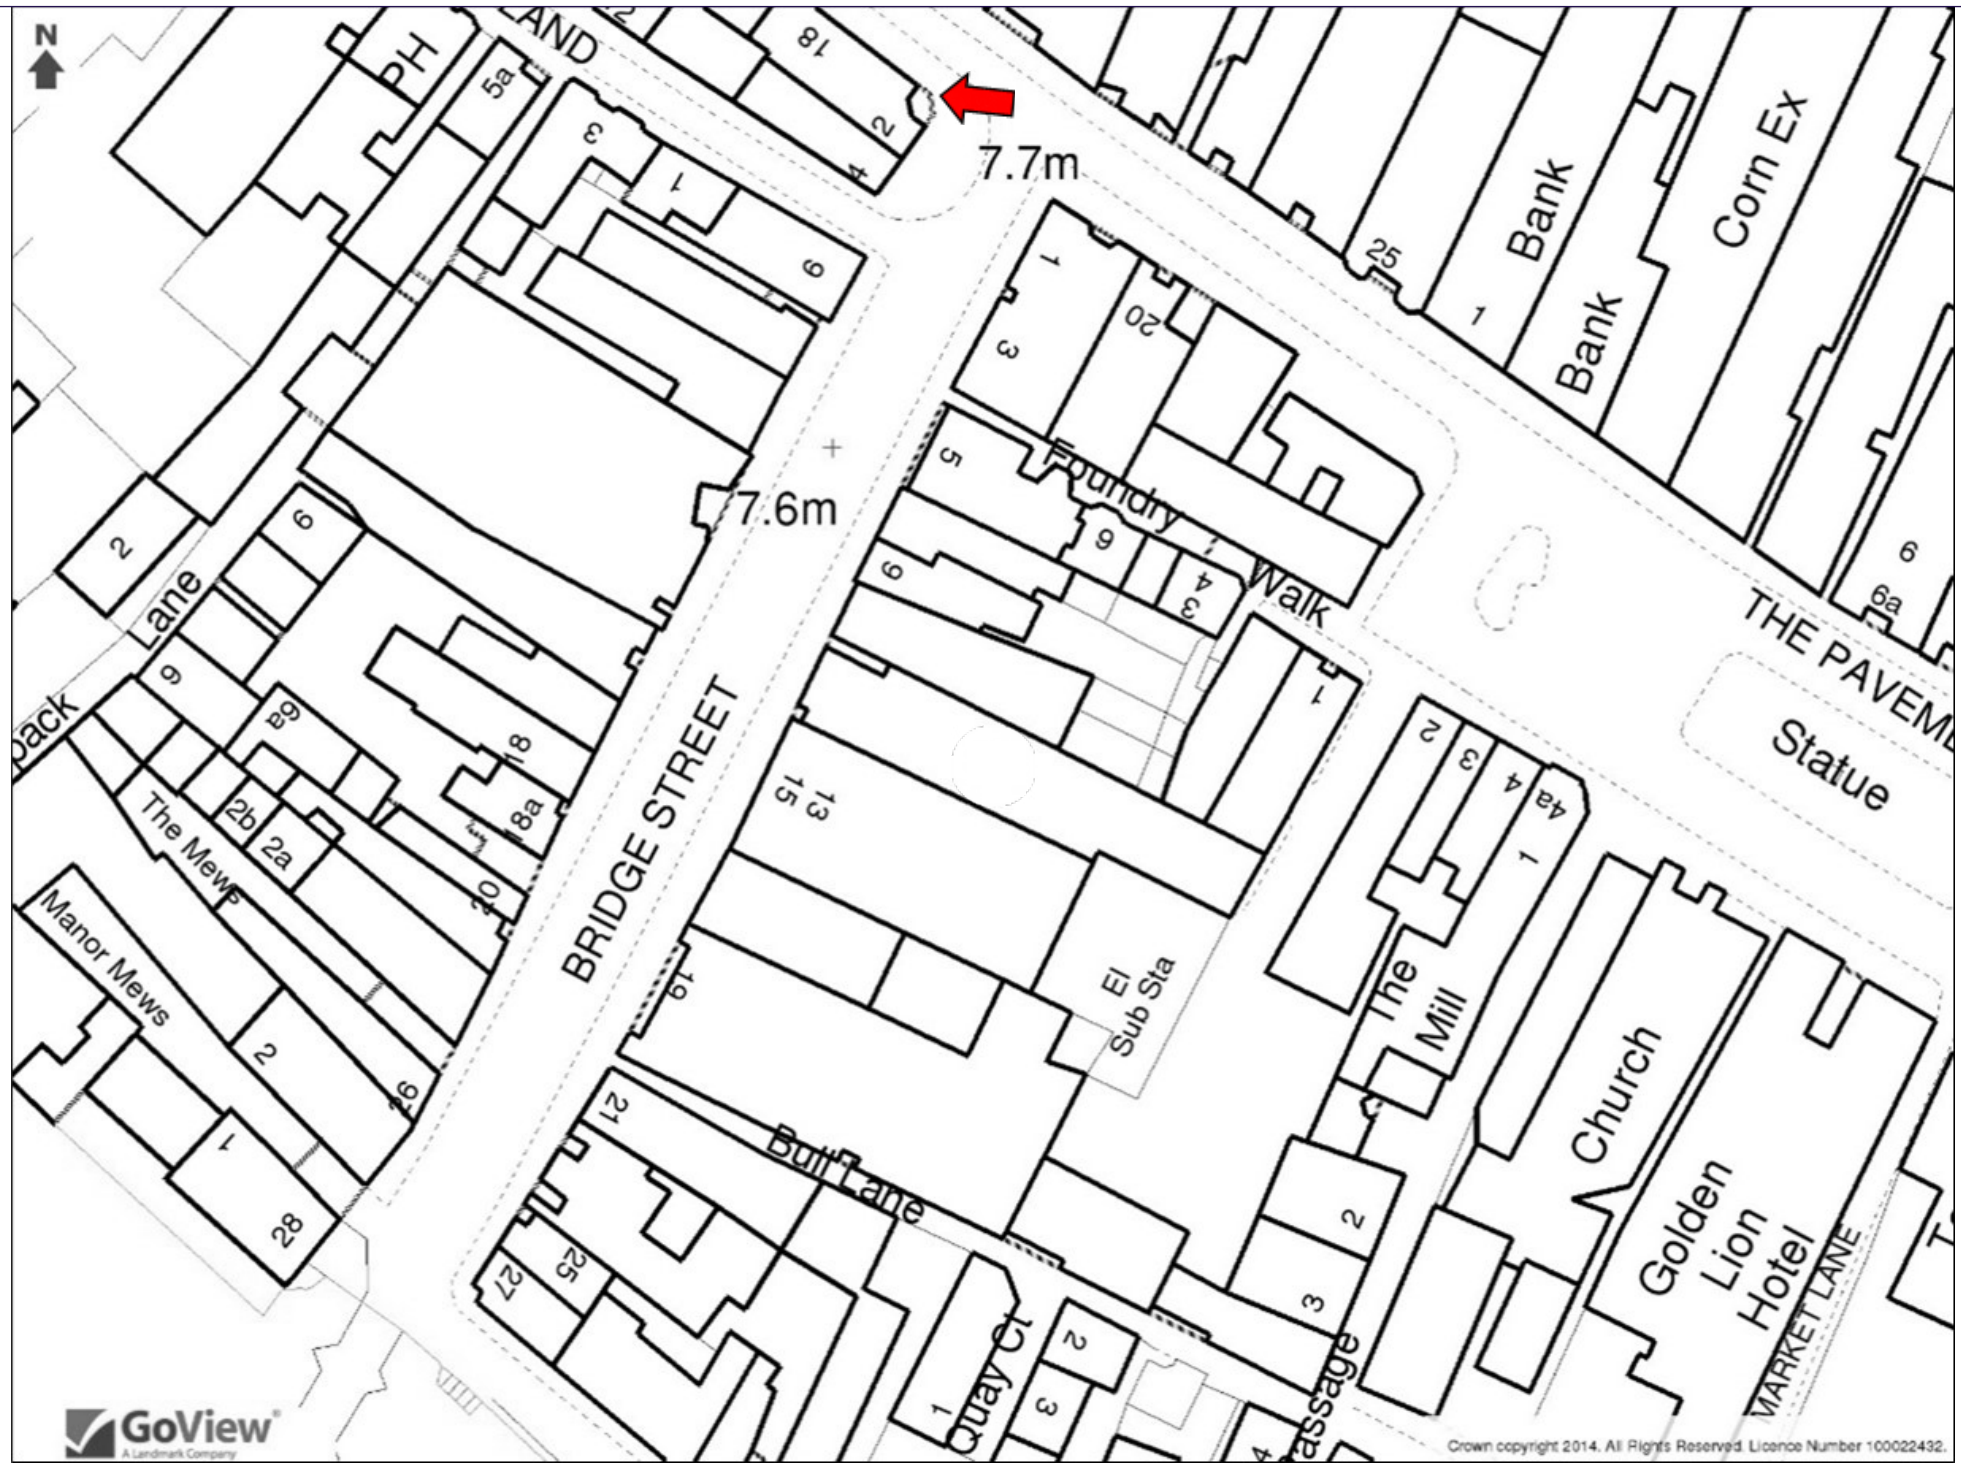 N
LAND
PH
5a
18
2
4
3
1
6
7.7m
1
3
20
25
1
Bank
Bank
Corn Ex
7.6m
5
Foundry
Walk
6
4
3
9
6
6a
THE PAVEM
Statue
2
Lane
9
6
6a
18
18a
20
2b
2a
The Mews
Manor Mews
2
26
1
28
BRIDGE STREET
13
15
19
El
Sub Sta
1
2
3
4
4a
1
The
Mill
Church
Golden
Lion
Hotel
MARKET LANE
21
Bull Lane
25
27
1
Quay Ct
2
3
2
3
4
assage
GoView
A Landmark Company
Crown copyright 2014. All Rights Reserved. Licence Number 100022432.